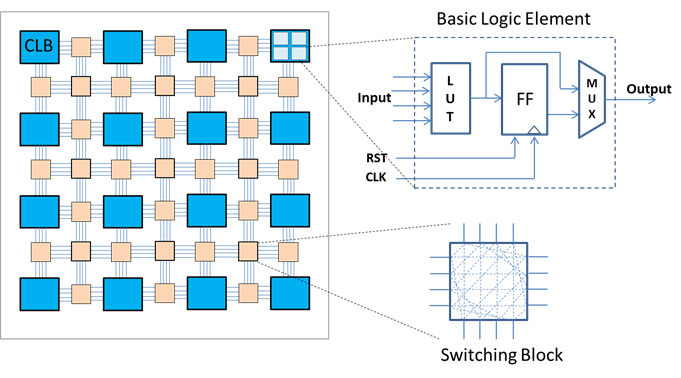 Basic Logic Element
CLB
L
U
T
FF
M
U
X
Input
Output
RST
CLK
Switching Block